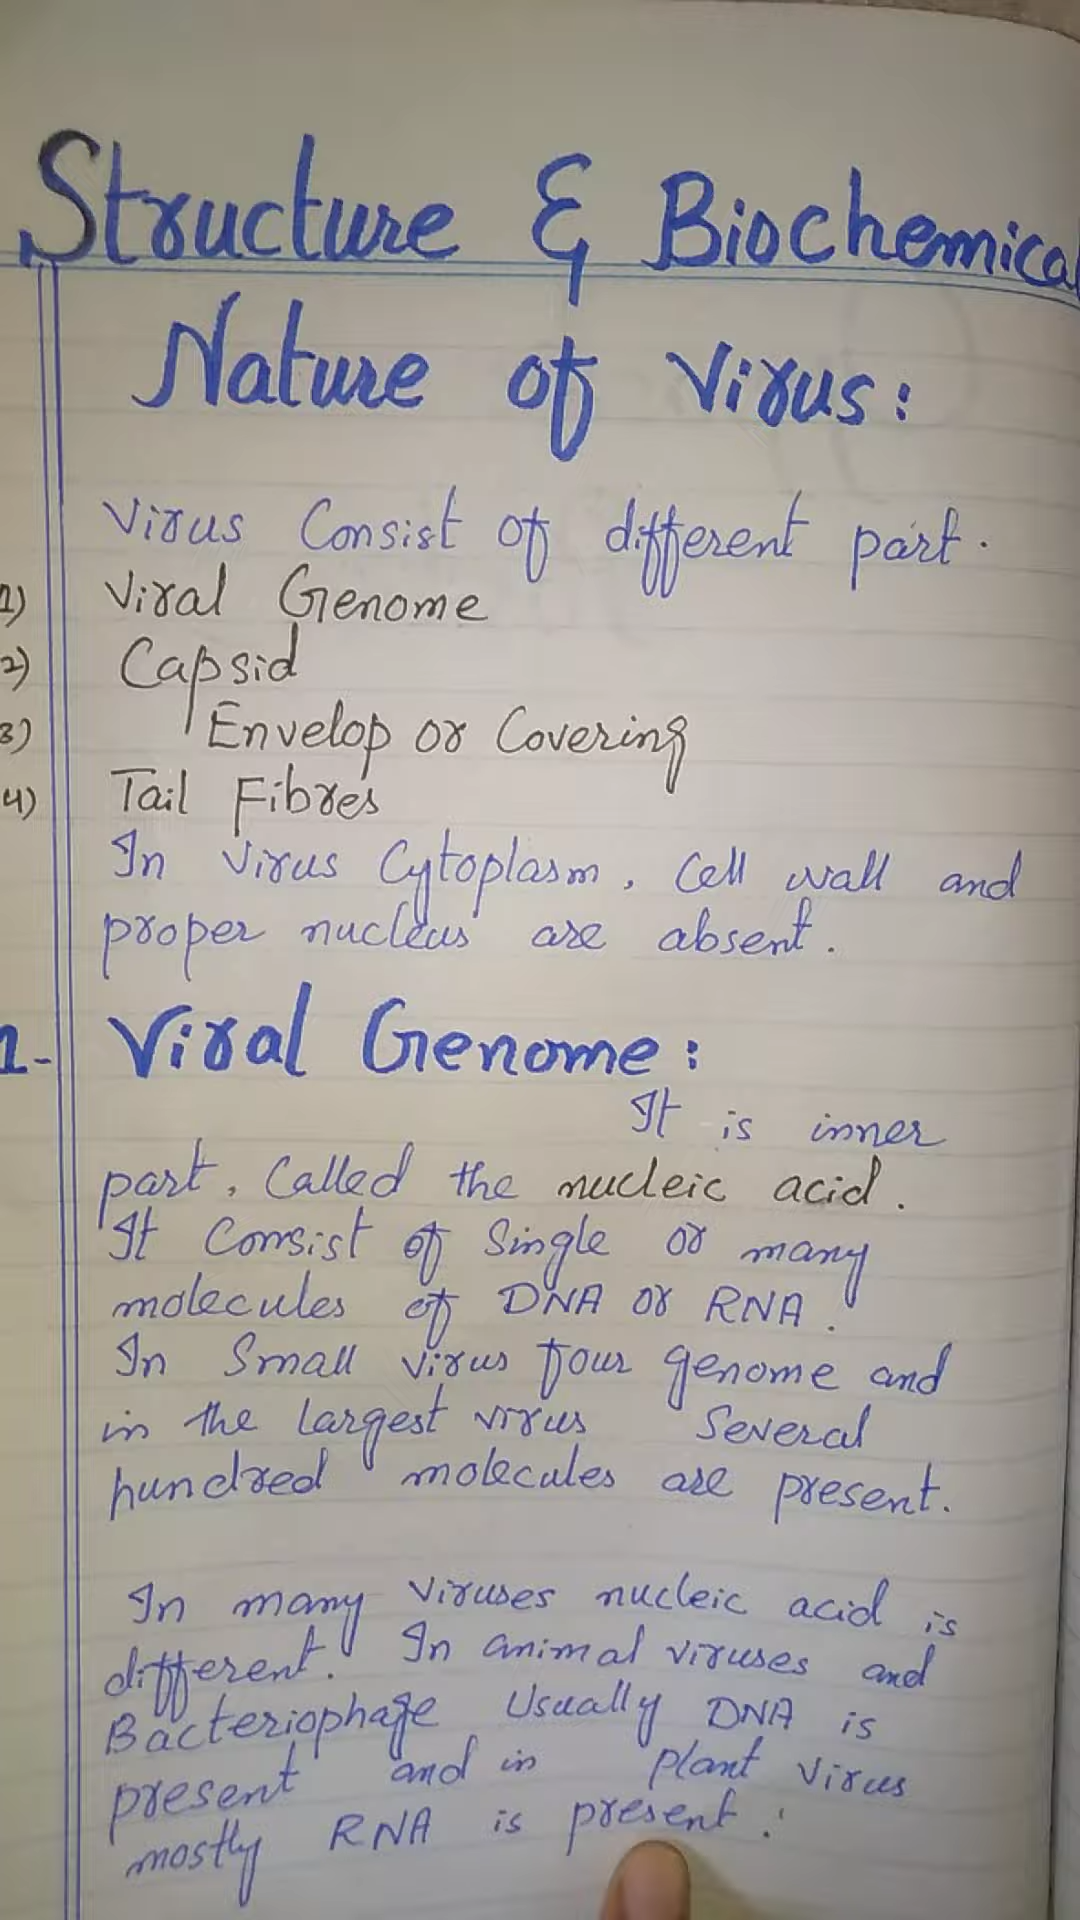 Structure & Biochemical
Nature of Virus:
Virus Consist of different part.
1) Viral Genome
2) Capsid
3) Envelop or Covering
4) Tail Fibres
In virus Cytoplasm, Cell wall and
proper nucleus are absent.
1- Viral Genome:
It is inner
part, Called the nucleic acid.
It Consist of Single or many
molecules of DNA or RNA.
In Small virus four genome and
in the largest virus Several
hundred molecules are present.
In many viruses nucleic acid is
different. In animal viruses and
Bacteriophage Usually DNA is
present and in plant virus
mostly RNA is present.